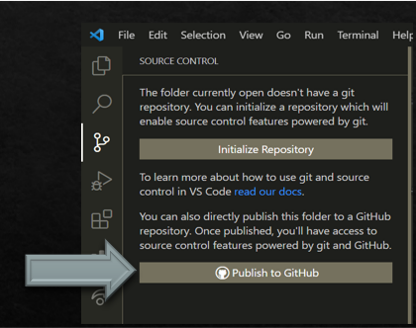 File Edit Selection View Go Run Terminal Help
SOURCE CONTROL
The folder currently open doesn't have a git
repository. You can initialize a repository which will
enable source control features powered by git.
Initialize Repository
To learn more about how to use git and source
control in VS Code read our docs.
You can also directly publish this folder to a GitHub
repository. Once published, you'll have access to
source control features powered by git and GitHub.
Publish to GitHub